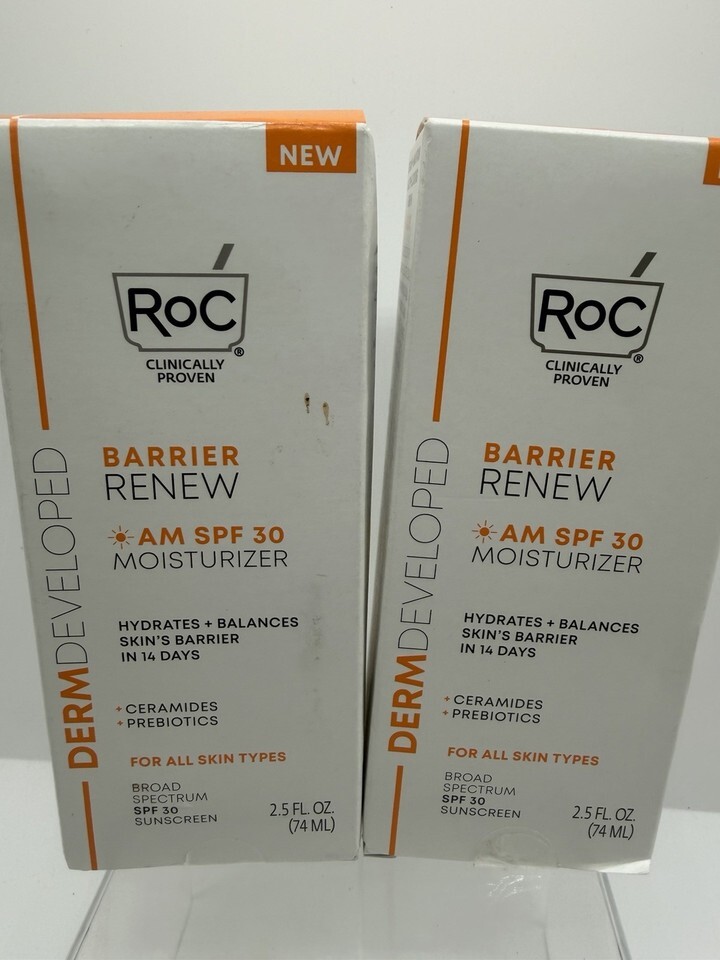 NEW
RoC®
CLINICALLY
PROVEN
BARRIER
RENEW
AM SPF 30
MOISTURIZER
HYDRATES + BALANCES
SKIN'S BARRIER
IN 14 DAYS
+ CERAMIDES
+ PREBIOTICS
FOR ALL SKIN TYPES
BROAD
SPECTRUM
SPF 30
SUNSCREEN
2.5 FL. OZ.
(74 ML)
DERMDEVELOPED
RoC®
CLINICALLY
PROVEN
BARRIER
RENEW
AM SPF 30
MOISTURIZER
HYDRATES + BALANCES
SKIN'S BARRIER
IN 14 DAYS
+ CERAMIDES
+ PREBIOTICS
FOR ALL SKIN TYPES
BROAD
SPECTRUM
SPF 30
SUNSCREEN
2.5 FL. OZ.
(74 ML)
DERMDEVELOPED